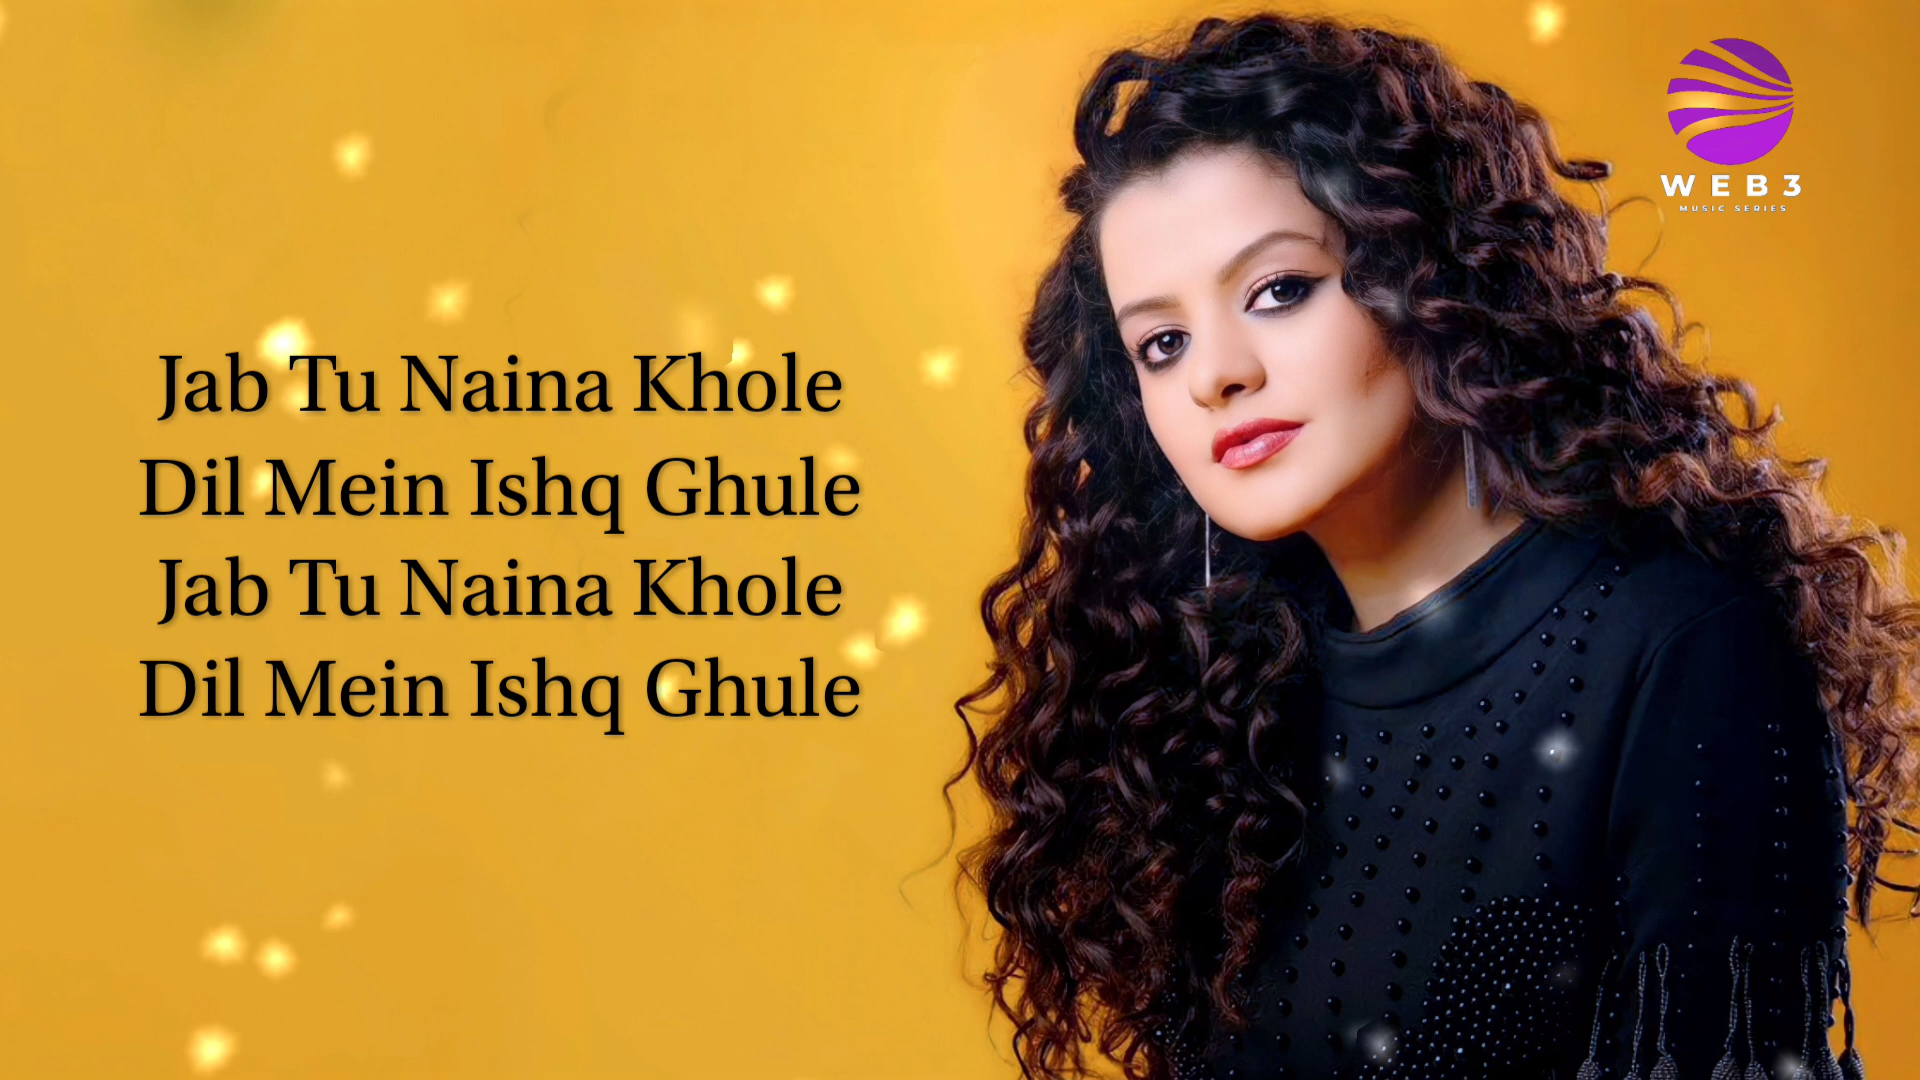 WEB3
MUSIC SERIES
Jab Tu Naina Khole
Dil Mein Ishq Ghule
Jab Tu Naina Khole
Dil Mein Ishq Ghule